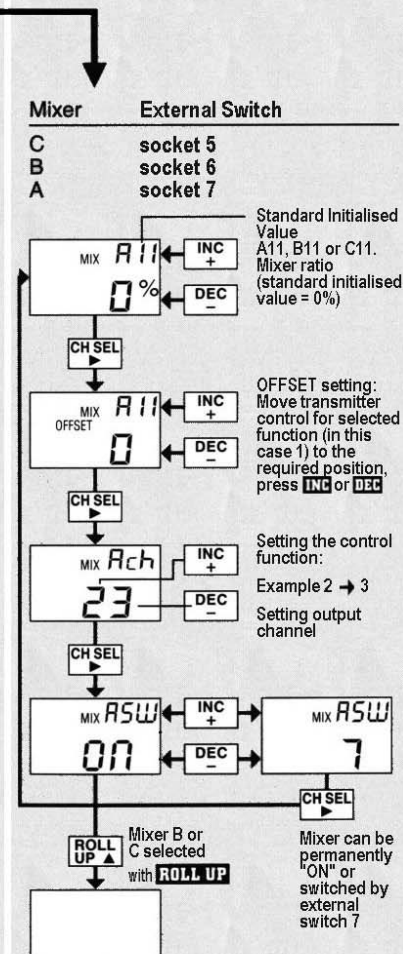 Mixer External Switch
C socket 5
B socket 6
A socket 7
Standard Initialised
Value
A11, B11 or C11.
Mixer ratio
(standard initialised
value = 0%)
MIX A11
0%
INC
+
DEC
–
CH SEL
▶
OFFSET setting:
Move transmitter
control for selected
function (in this
case 1) to the
required position,
press INC or DEC
MIX A11
OFFSET
0
INC
+
DEC
–
CH SEL
▶
Setting the control
function:
Example 2 → 3
Setting output
channel
MIX Ach
23
INC
+
DEC
–
CH SEL
▶
MIX ASW
ON
INC
+
DEC
–
MIX ASW
7
CH SEL
▶
ROLL
UP ▲
Mixer B or
C selected
with ROLL UP
Mixer can be
permanently
"ON" or
switched by
external
switch 7